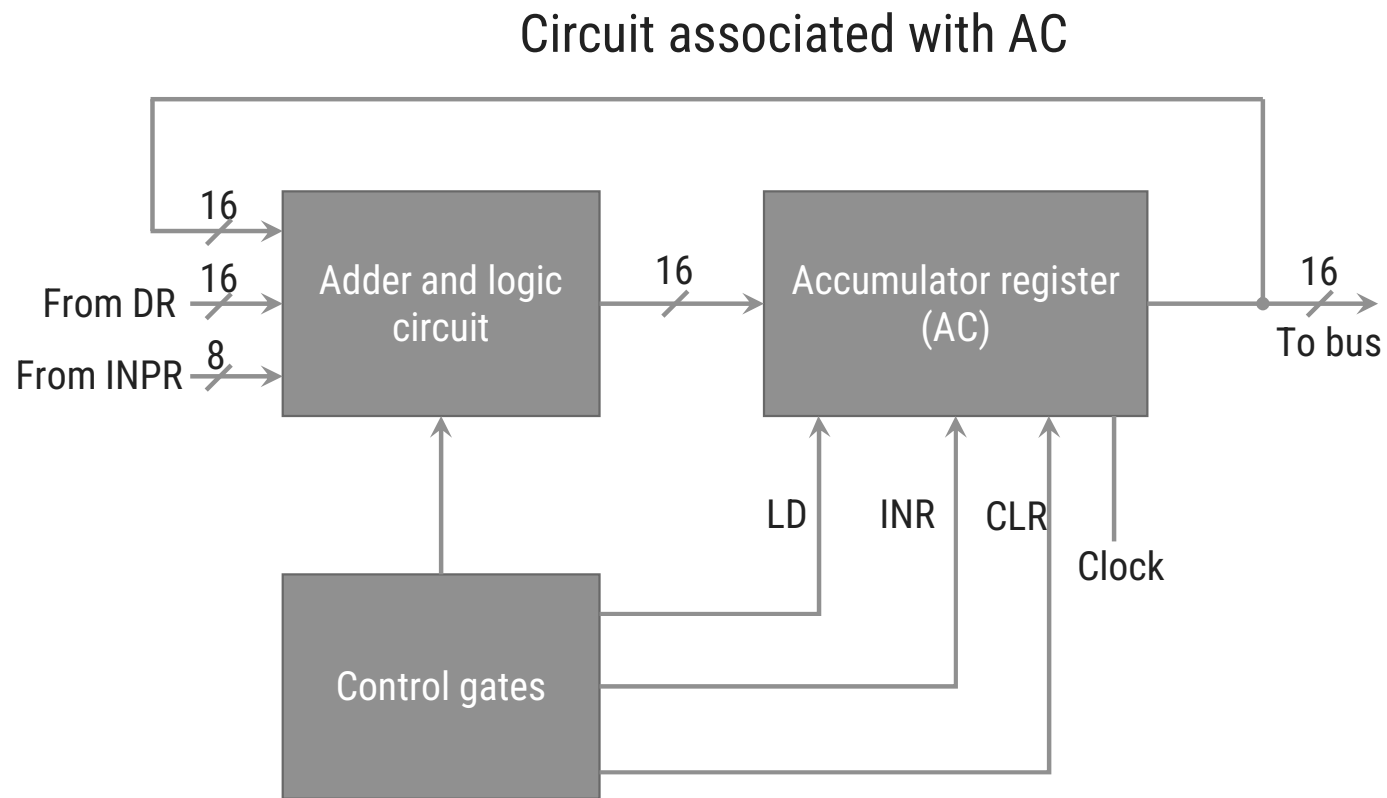 Circuit associated with AC
16
16
From DR
8
From INPR
Adder and logic
circuit
16
Accumulator register
(AC)
16
To bus
LD
INR
CLR
Clock
Control gates